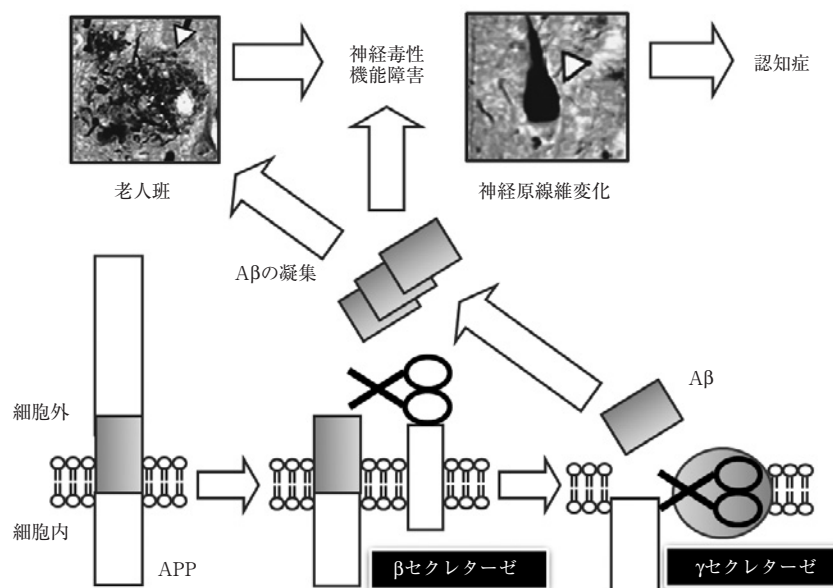 神経毒性
機能障害
認知症
老人班
神経原線維変化
Aβの凝集
Aβ
細胞外
細胞内
APP
βセクレターゼ
γセクレターゼ